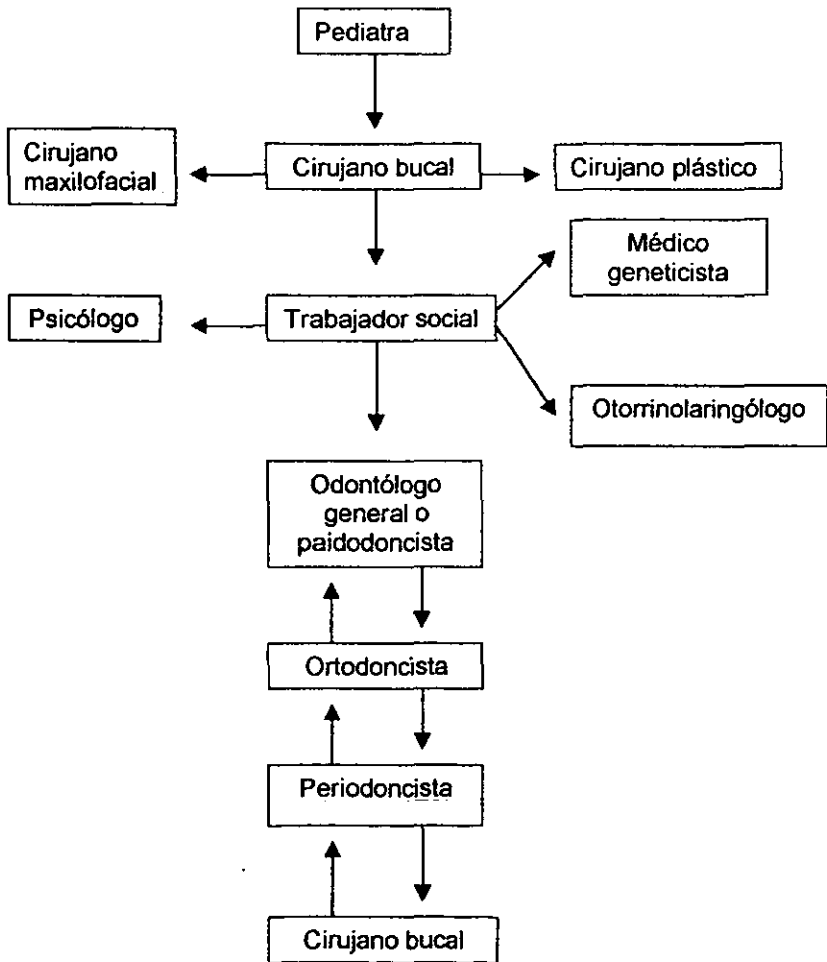 Pediatra
Cirujano
maxilofacial
Cirujano bucal
Cirujano plástico
Médico
geneticista
Psicólogo
Trabajador social
Otorrinolaringólogo
Odontólogo
general o
paidodoncista
Ortodoncista
Periodoncista
Cirujano bucal